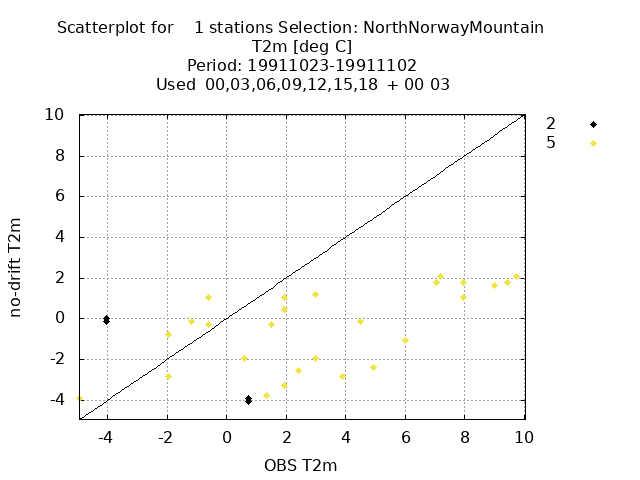 Scatterplot for    1 stations Selection: NorthNorwayMountain
T2m [deg C]
Period: 19911023-19911102
Used  00,03,06,09,12,15,18  + 00 03
2
5
10
8
6
4
2
0
-2
-4
no-drift T2m
-4 -2 0 2 4 6 8 10
OBS T2m